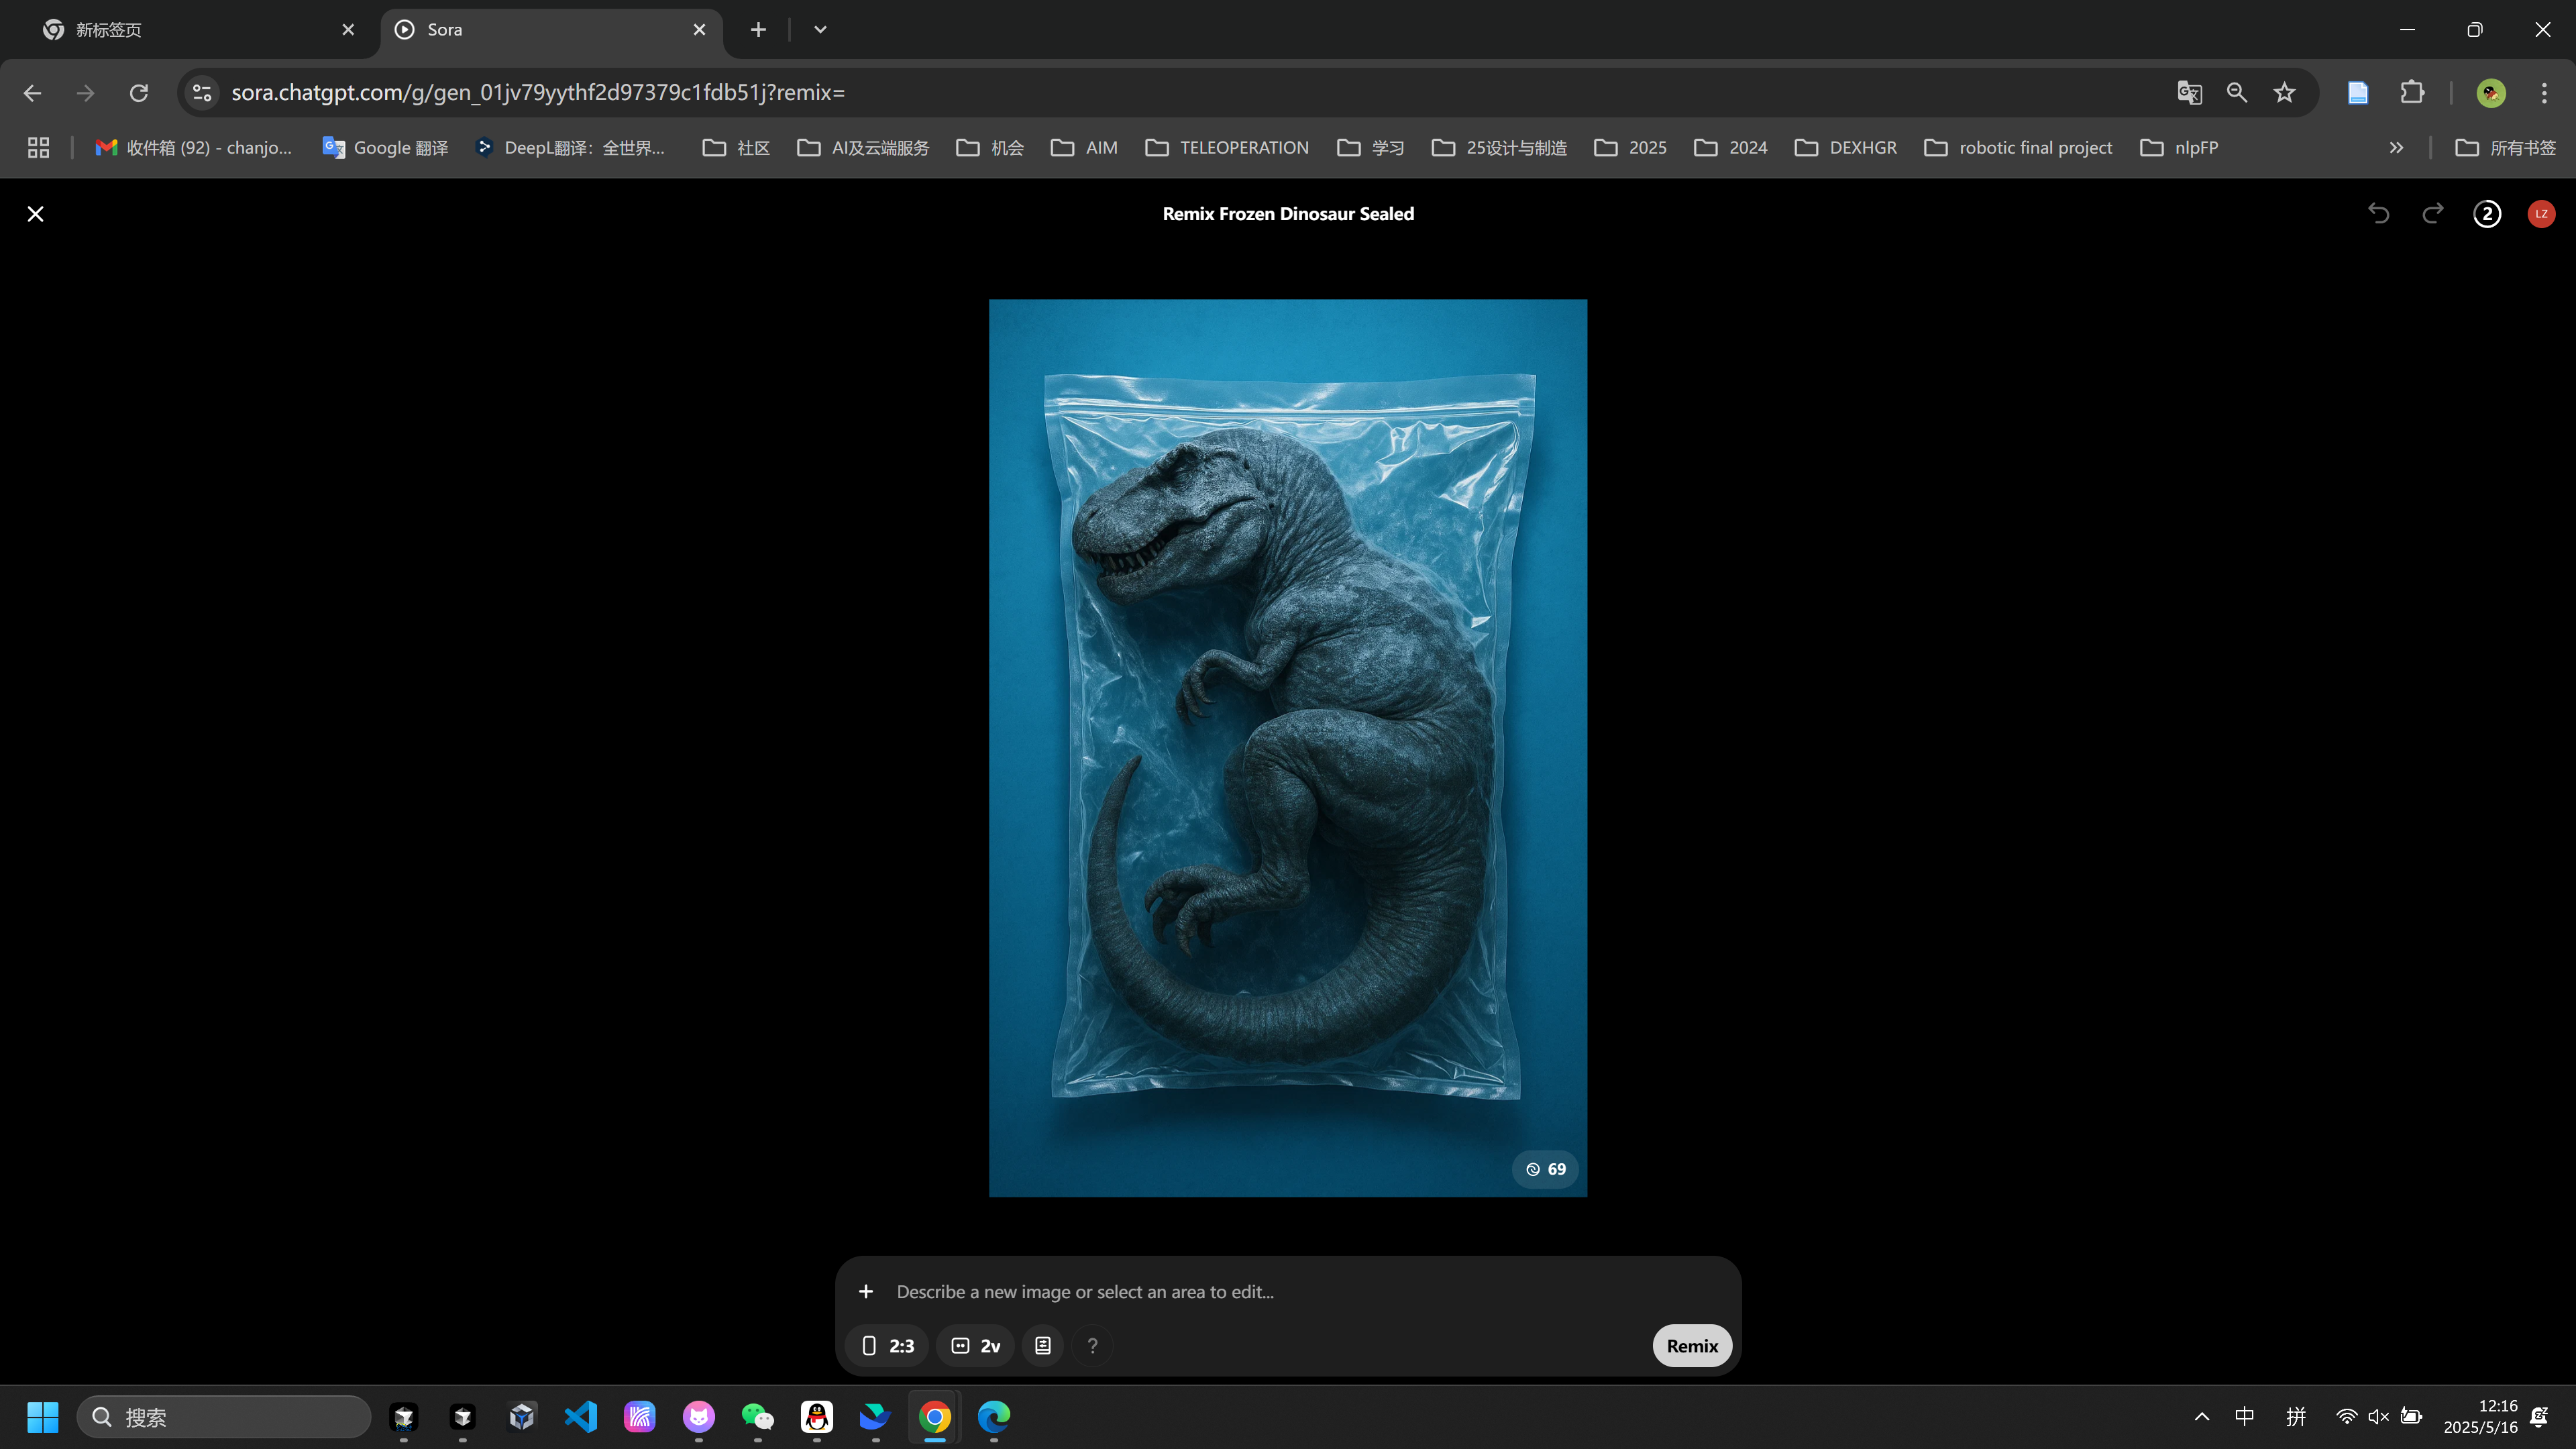 新标签页
Sora
sora.chatgpt.com/g/gen_01jv79yythf2d97379c1fdb51j?remix=
收件箱 (92) - chanjo...
Google 翻译
DeepL翻译：全世界...
社区
AI及云端服务
机会
AIM
TELEOPERATION
学习
25设计与制造
2025
2024
DEXHGR
robotic final project
nlpFP
所有书签
Remix Frozen Dinosaur Sealed
2
LZ
69
Describe a new image or select an area to edit...
2:3
2v
?
Remix
搜索
中
拼
12:16
2025/5/16